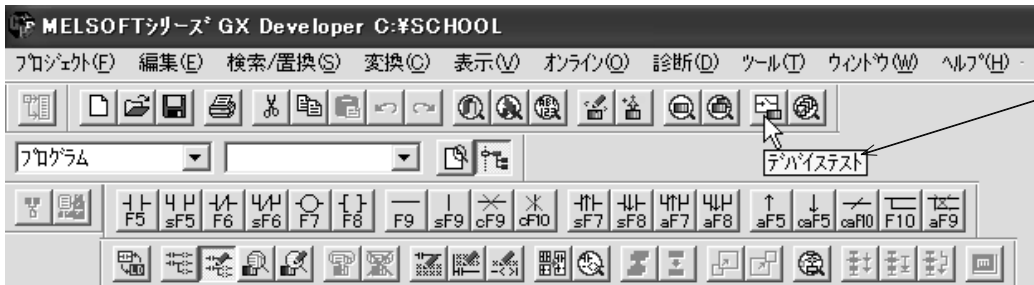 MELSOFTｼﾘｰｽﾞ GX Developer C:¥SCHOOL
ﾌﾟﾛｼﾞｪｸﾄ(F) 編集(E) 検索/置換(S) 変換(C) 表示(V) ｵﾝﾗｲﾝ(O) 診断(D) ﾂｰﾙ(T) ｳｨﾝﾄﾞｳ(W) ﾍﾙﾌﾟ(H)
ﾌﾟﾛｸﾞﾗﾑ
ﾃﾞﾊﾞｲｽﾃｽﾄ
F5 sF5 F6 sF6 F7 F8 F9 sF9 cF9 cF10 sF7 sF8 aF7 aF8 aF5 caF5 caF10 F10 aF9